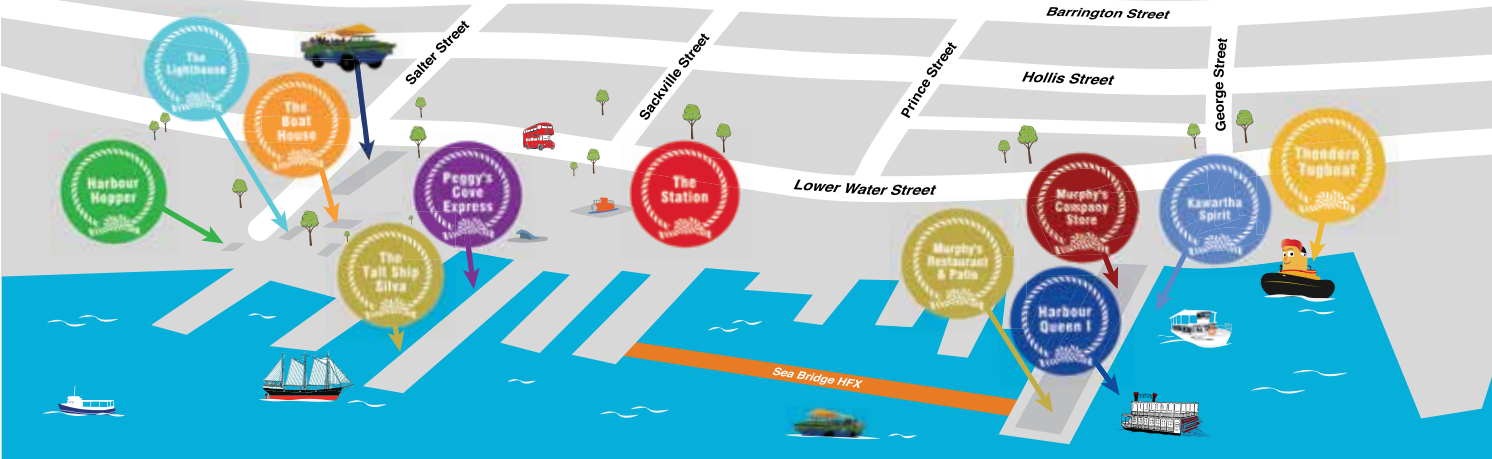 Barrington Street
Hollis Street
Lower Water Street
Salter Street
Sackville Street
Prince Street
George Street
The
Lighthouse
The
Boat
House
Harbour
Hopper
Peggy's
Cove
Express
The
Tall Ship
Silva
The
Station
Murphy's
Restaurant
& Patio
Murphy's
Company
Store
Harbour
Queen I
Kawartha
Spirit
Theodore
Tugboat
Sea Bridge HFX